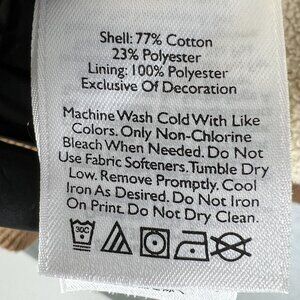 Shell: 77% Cotton
23% Polyester
Lining: 100% Polyester
Exclusive Of Decoration
Machine Wash Cold With Like
Colors. Only Non-Chlorine
Bleach When Needed. Do Not
Use Fabric Softeners. Tumble Dry
Low. Remove Promptly. Cool
Iron As Desired. Do Not Iron
On Print. Do Not Dry Clean.
30C